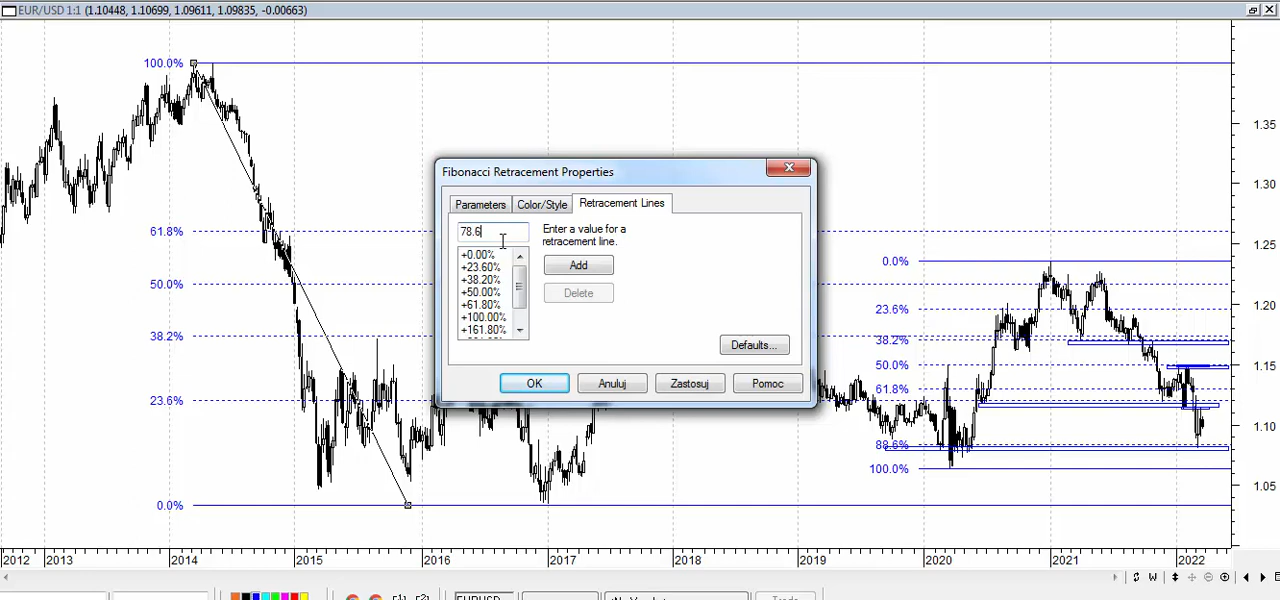 EUR/USD 1:1 (1.10448, 1.10699, 1.09611, 1.09835, -0.00663)
100.0%
61.8%
50.0%
38.2%
23.6%
0.0%
Fibonacci Retracement Properties
Parameters
Color/Style
Retracement Lines
78.6
Enter a value for a
retracement line.
+0.00%
+23.60%
+38.20%
+50.00%
+61.80%
+100.00%
+161.80%
Add
Delete
Defaults...
OK
Anuluj
Zastosuj
Pomoc
0.0%
23.6%
38.2%
50.0%
61.8%
88.6%
100.0%
1.35
1.30
1.25
1.20
1.15
1.10
1.05
2012
2013
2014
2015
2016
2017
2018
2019
2020
2021
2022
W
EURUSD
Trade